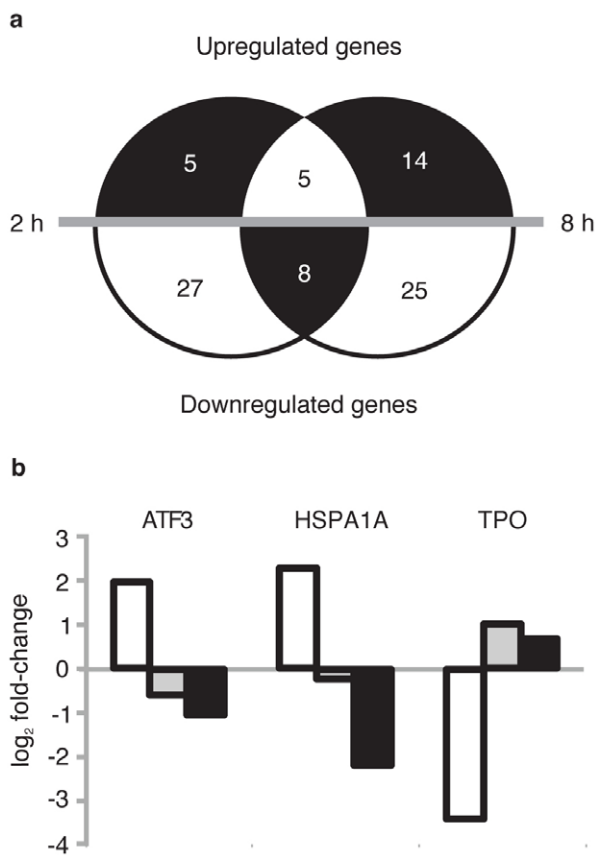 a
Upregulated genes
5 5 14
2 h 8 h
27 8 25
Downregulated genes
b
ATF3 HSPA1A TPO
log₂ fold-change
3
2
1
0
-1
-2
-3
-4